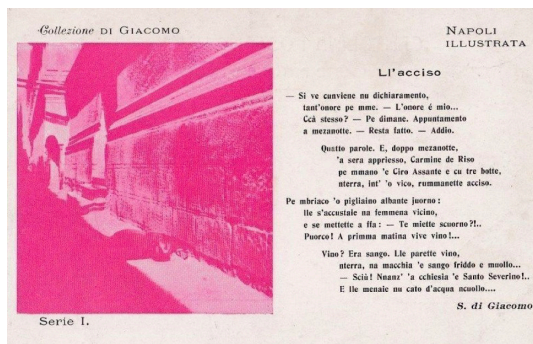 Collezione DI GIACOMO
NAPOLI
ILLUSTRATA
Ll'acciso
— Si ve cunviene nu dichiaramento,
tant'onore pe mme. — L'onore é mio...
Ccà stesso? — Pe dimane. Appuntamento
a mezanotte. — Resta fatto. — Addio.
Quatto parole. E, doppo mezanotte,
'a sera appriesso, Carmine de Riso
pe mmano 'e Ciro Assante e cu tre botte,
nterra, int' 'o vico, rummanette acciso.
Pe mbriaco 'o pigliaino albante juorno:
lle s'accustaie na femmena vicino,
e se mettette a ffa: — Te miette scuorno?!..
Puorco! A primma matina vive vino!...
Vino? Era sango. Lle parette vino,
nterra, na macchia 'e sango friddo e muollo...
— Sciù! Nnanz' 'a cchiesia 'e Santo Severino!..
E lle menaie nu cato d'acqua ncuollo....
S. di Giacomo
Serie I.